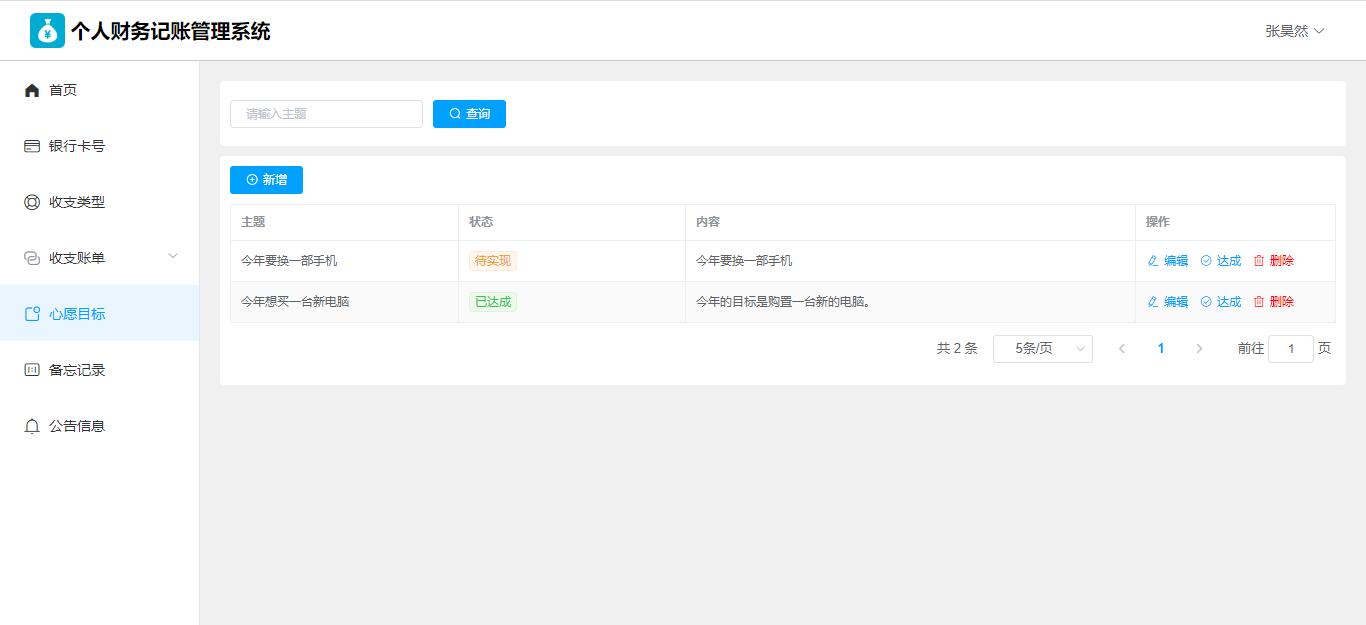 个人财务记账管理系统
张昊然
首页
银行卡号
收支类型
收支账单
心愿目标
备忘记录
公告信息
请输入主题
查询
新增
主题 状态 内容 操作
今年要换一部手机 待实现 今年要换一部手机 编辑 达成 删除
今年想买一台新电脑 已达成 今年的目标是购置一台新的电脑。 编辑 达成 删除
共 2 条 5条/页 1 前往 1 页